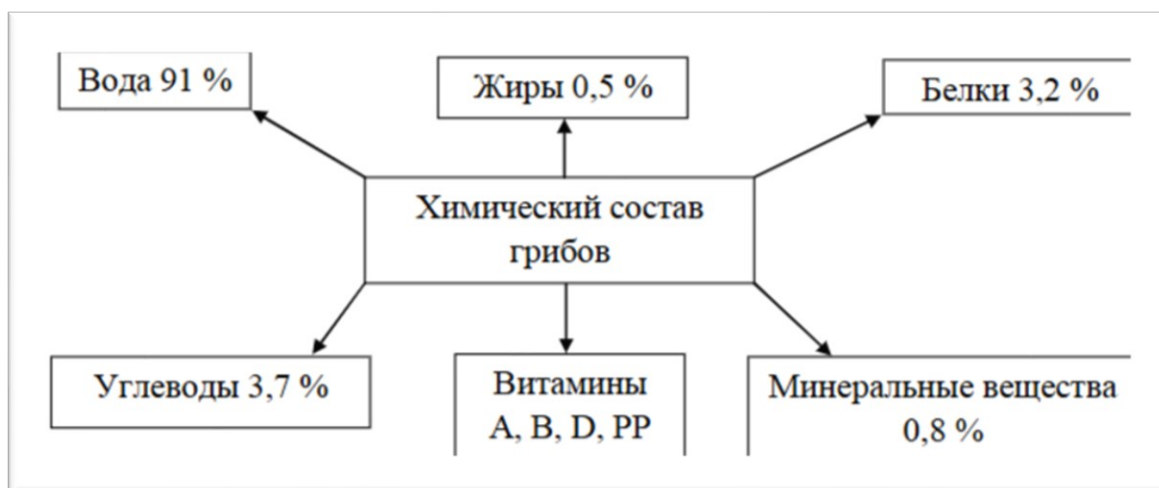 Вода 91 %
Жиры 0,5 %
Белки 3,2 %
Химический состав
грибов
Углеводы 3,7 %
Витамины
A, B, D, PP
Минеральные вещества
0,8 %